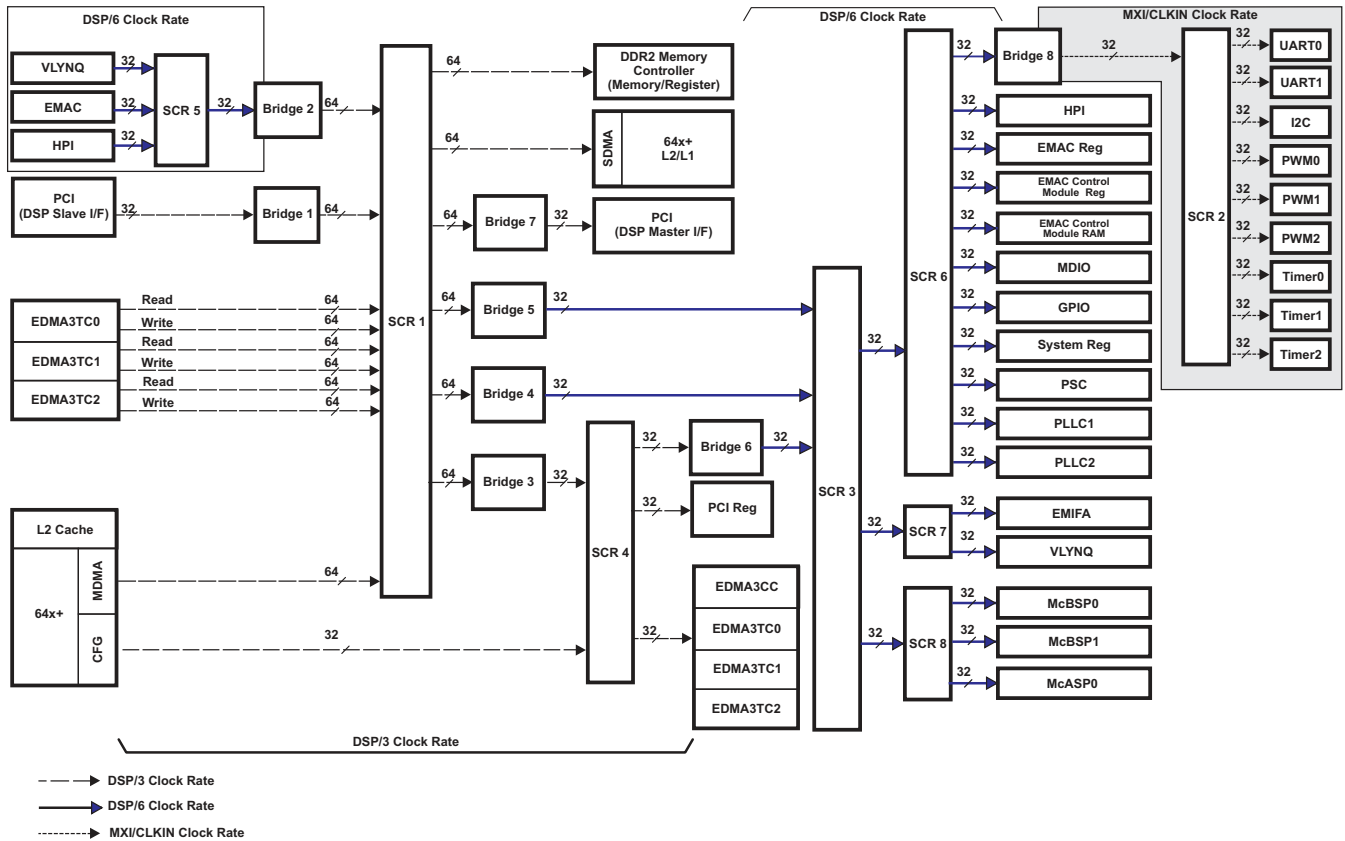 DSP/6 Clock Rate
VLYNQ
32
EMAC
32
HPI
32
SCR 5
32
Bridge 2
64
PCI
(DSP Slave I/F)
32
Bridge 1
64
EDMA3TC0
EDMA3TC1
EDMA3TC2
Read
64
Write
64
Read
64
Write
64
Read
64
Write
64
L2 Cache
64x+
MDMA
CFG
64
32
SCR 1
64
DDR2 Memory
Controller
(Memory/Register)
64
SDMA
64x+
L2/L1
64
Bridge 7
32
PCI
(DSP Master I/F)
64
Bridge 5
32
64
Bridge 4
32
64
Bridge 3
32
SCR 4
32
Bridge 6
32
32
PCI Reg
32
EDMA3CC
EDMA3TC0
EDMA3TC1
EDMA3TC2
SCR 3
32
32
32
DSP/6 Clock Rate
SCR 6
32
Bridge 8
32
32
HPI
32
EMAC Reg
32
EMAC Control
Module Reg
32
EMAC Control
Module RAM
32
MDIO
32
GPIO
32
System Reg
32
PSC
32
PLLC1
32
PLLC2
SCR 7
32
EMIFA
32
VLYNQ
SCR 8
32
McBSP0
32
McBSP1
32
McASP0
MXI/CLKIN Clock Rate
SCR 2
32
UART0
32
UART1
32
I2C
32
PWM0
32
PWM1
32
PWM2
32
Timer0
32
Timer1
32
Timer2
DSP/3 Clock Rate
DSP/3 Clock Rate
DSP/6 Clock Rate
MXI/CLKIN Clock Rate